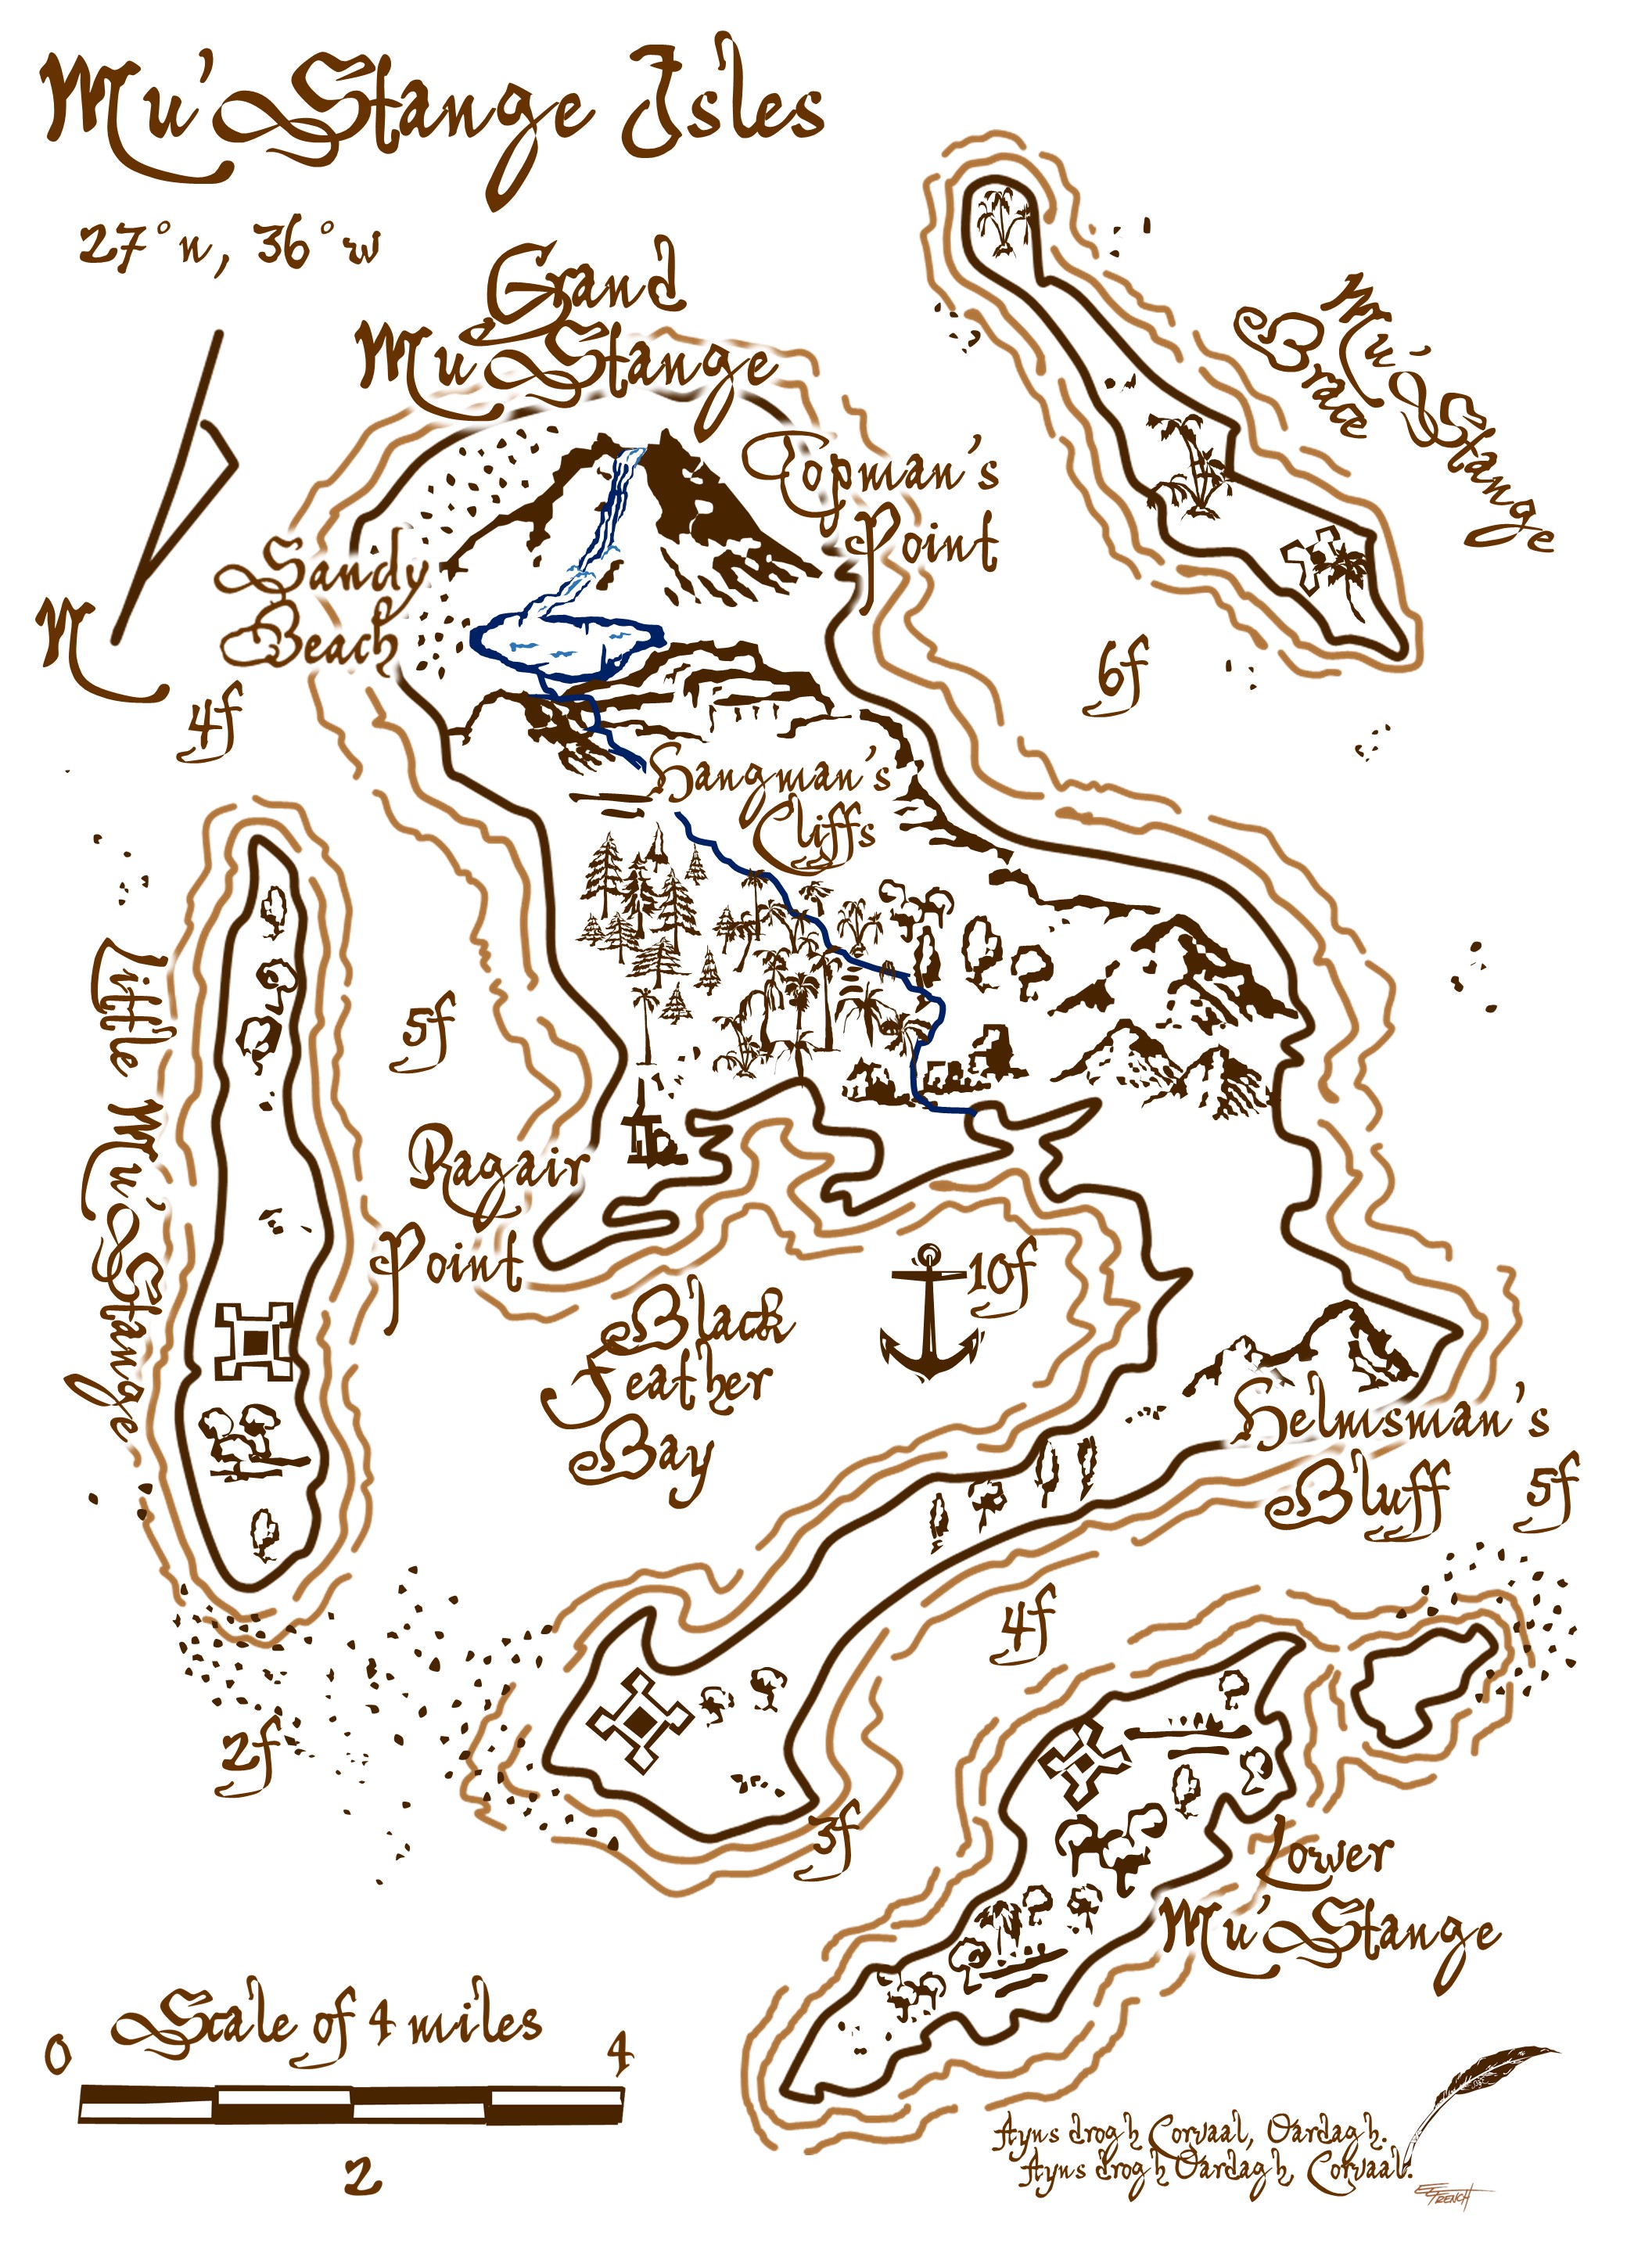 Mu'Stange Isles
27°n, 36°w
Grand
Mu'Stange
Topman's
Point
Mu'Stange
Brace
Sandy
Beach
N
4f
6f
Hangman's
Cliffs
Little Mu'Stange
5f
Ragair
Point
10f
Black
Feather
Bay
Helmsman's
Bluff
5f
4f
2f
3f
Lower
Mu'Stange
Scale of 4 miles
0
4
2
Ayns drogh Corvaal, Oardagh.
Ayns drogh Oardagh, Corvaal.
EEFRENCH